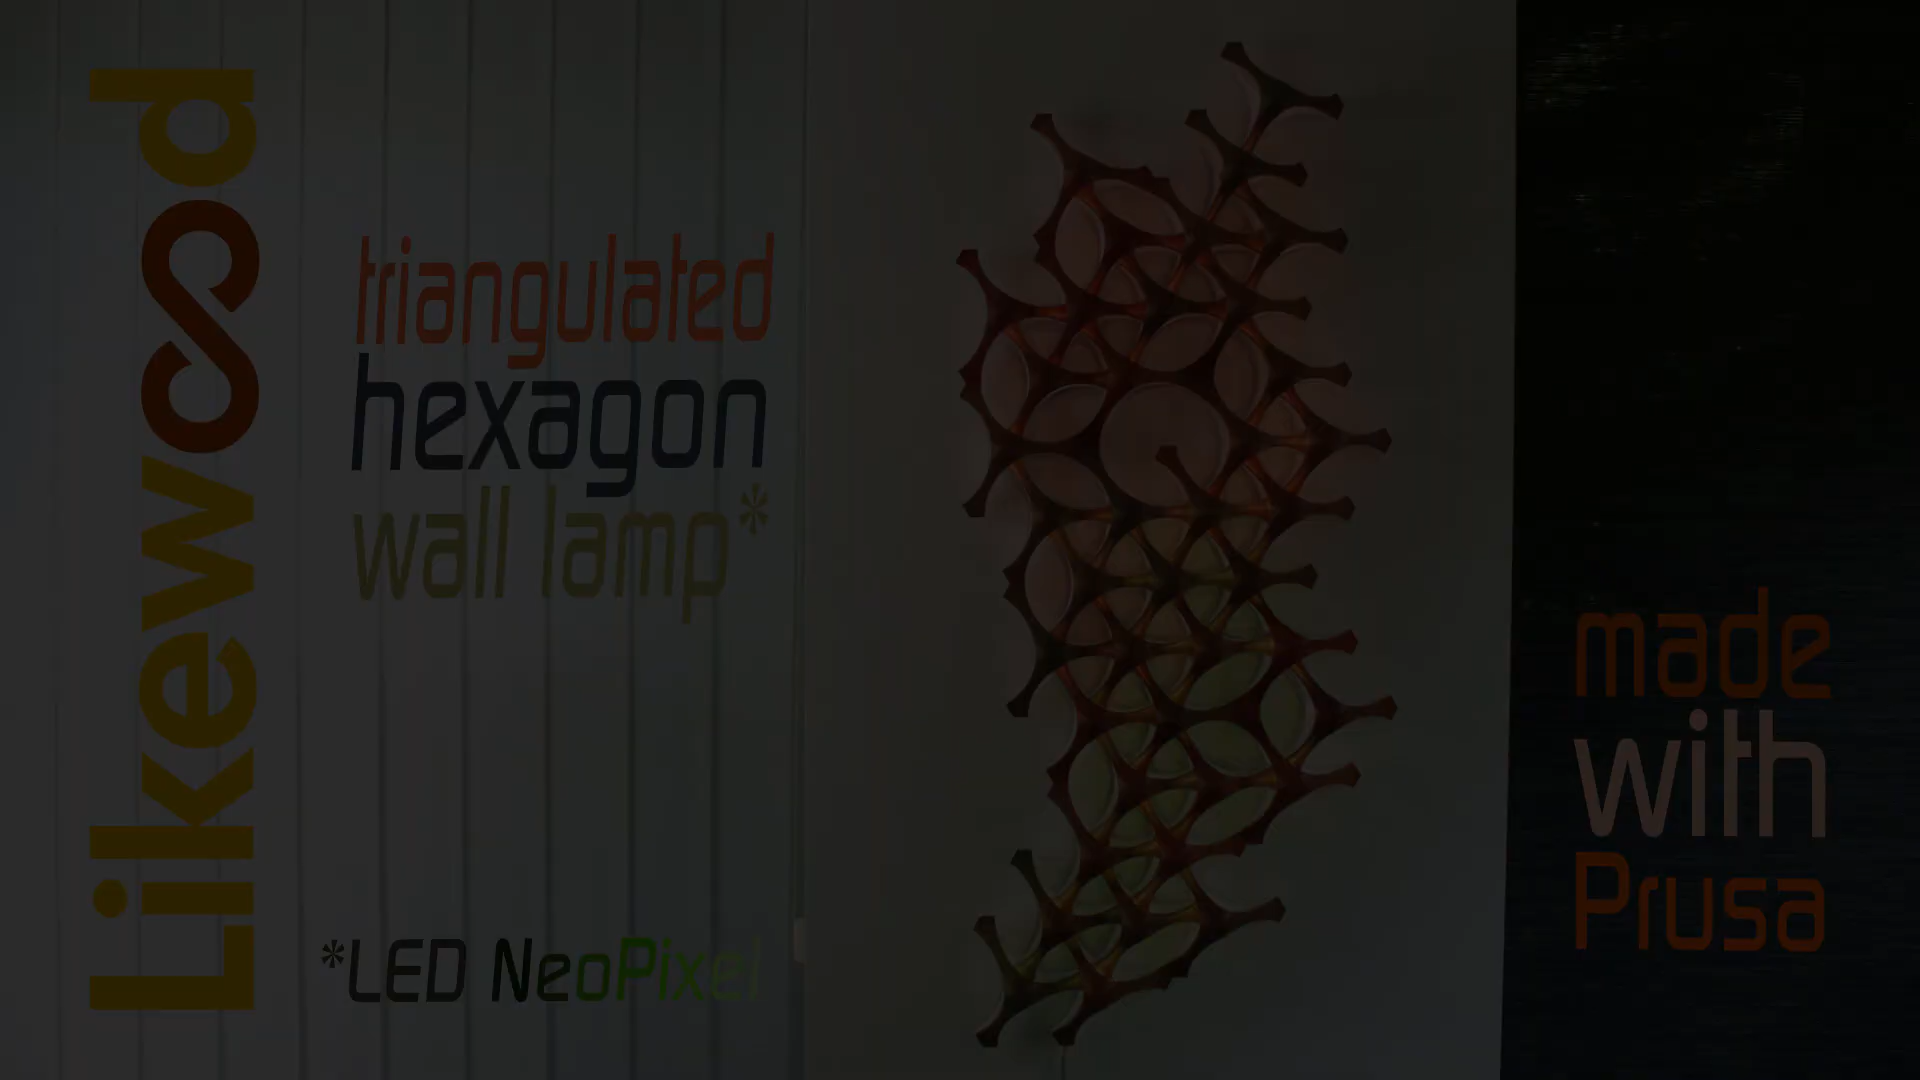 Likewood
triangulated
hexagon
wall lamp*
*LED NeoPixel
made
with
Prusa